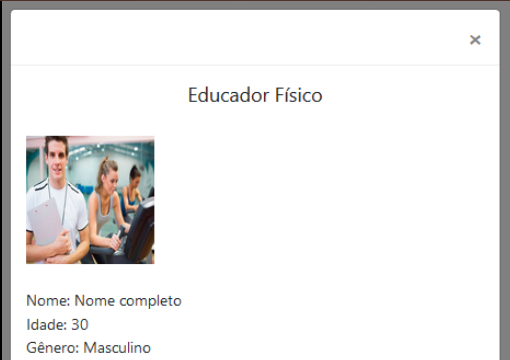 ×
Educador Físico
Nome: Nome completo
Idade: 30
Gênero: Masculino